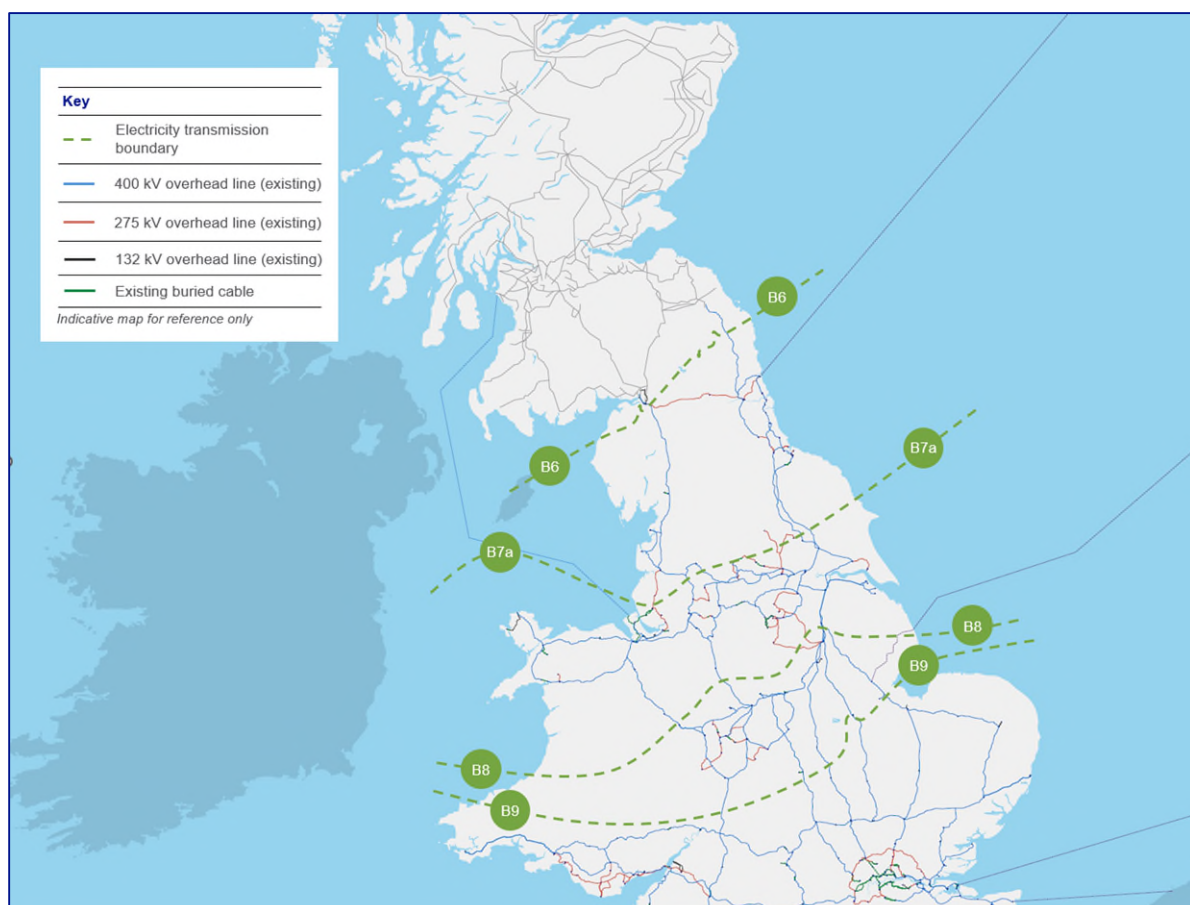 Key
Electricity transmission
boundary
400 kV overhead line (existing)
275 kV overhead line (existing)
132 kV overhead line (existing)
Existing buried cable
Indicative map for reference only
B6
B7a
B6
B7a
B8
B9
B8
B9